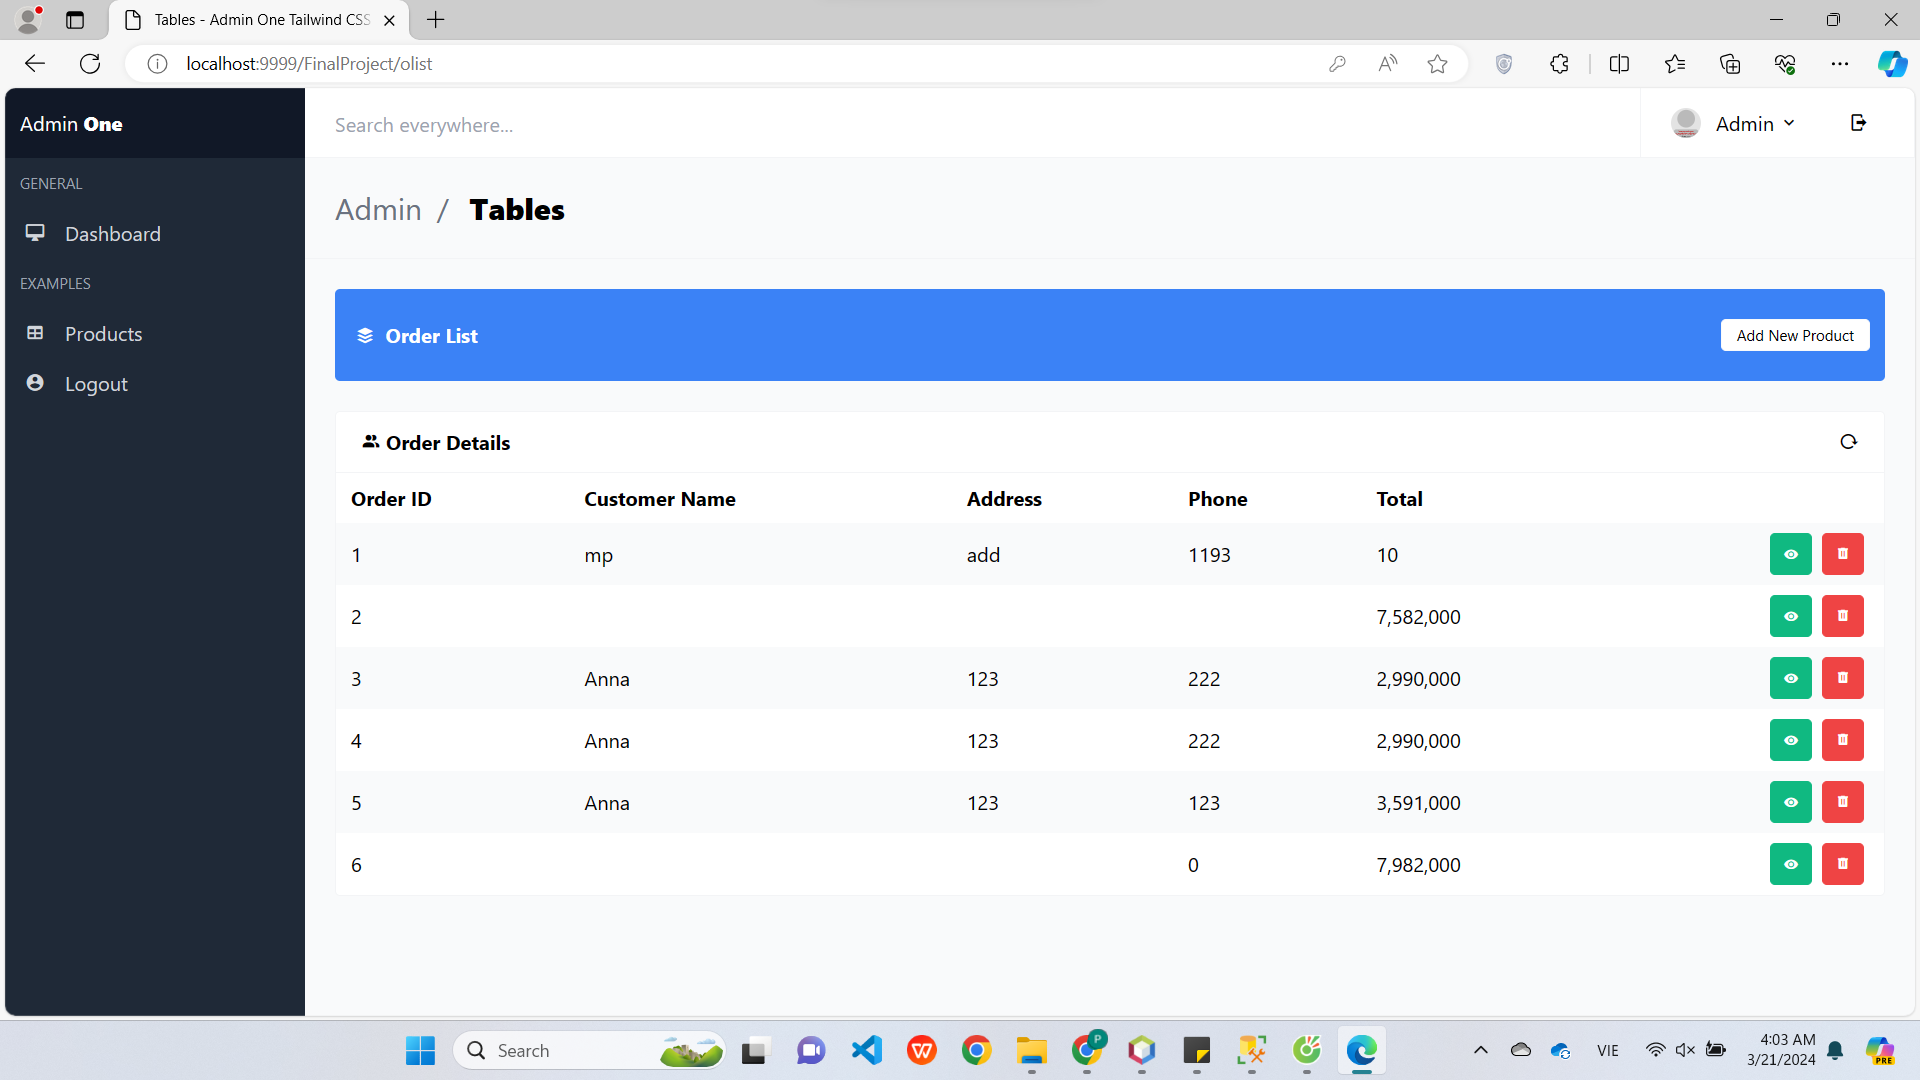 Tables - Admin One Tailwind CSS
localhost:9999/FinalProject/olist
Admin One
Search everywhere...
Admin
GENERAL
Dashboard
EXAMPLES
Products
Logout
Admin / Tables
Order List
Add New Product
Order Details
Order ID Customer Name Address Phone Total
1 mp add 1193 10
2 7,582,000
3 Anna 123 222 2,990,000
4 Anna 123 222 2,990,000
5 Anna 123 123 3,591,000
6 0 7,982,000
Search
P
VIE
4:03 AM
3/21/2024
PRE